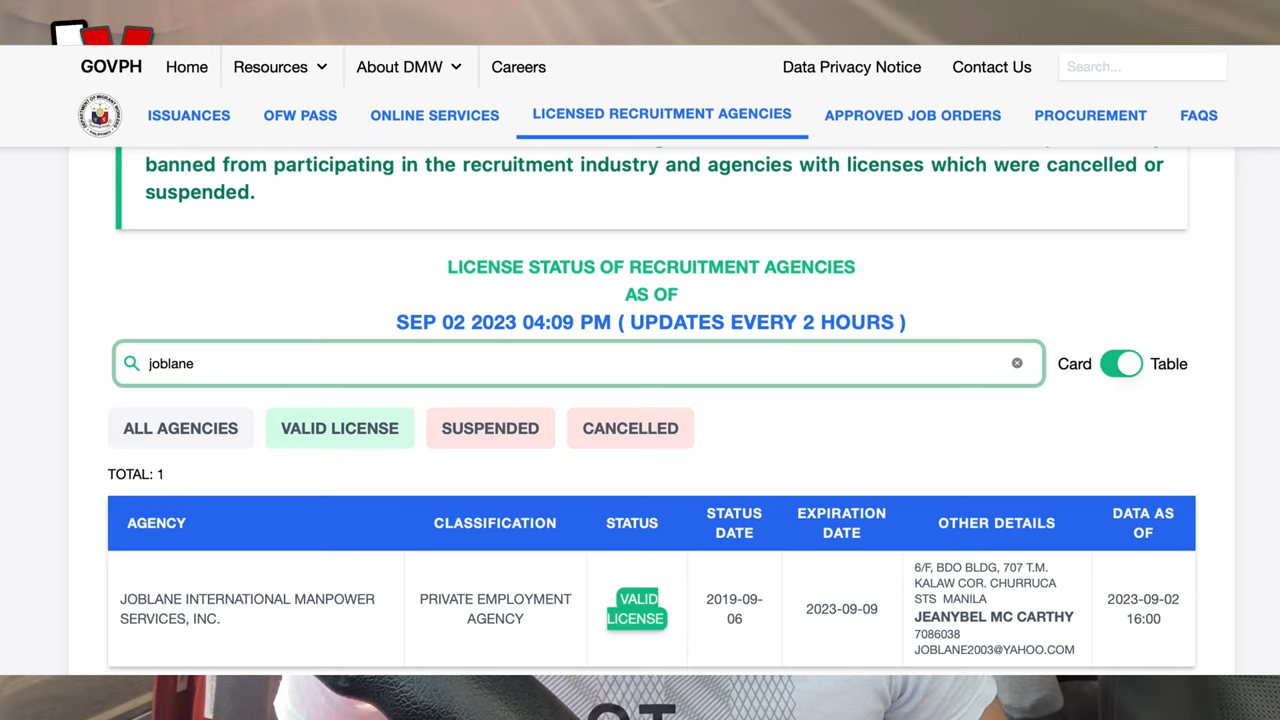 GOVPH Home Resources About DMW Careers Data Privacy Notice Contact Us Search...
ISSUANCES OFW PASS ONLINE SERVICES LICENSED RECRUITMENT AGENCIES APPROVED JOB ORDERS PROCUREMENT FAQS
banned from participating in the recruitment industry and agencies with licenses which were cancelled or
suspended.
LICENSE STATUS OF RECRUITMENT AGENCIES
AS OF
SEP 02 2023 04:09 PM ( UPDATES EVERY 2 HOURS )
joblane Card Table
ALL AGENCIES VALID LICENSE SUSPENDED CANCELLED
TOTAL: 1
AGENCY CLASSIFICATION STATUS STATUS DATE EXPIRATION DATE OTHER DETAILS DATA AS OF
JOBLANE INTERNATIONAL MANPOWER
SERVICES, INC.
PRIVATE EMPLOYMENT
AGENCY
VALID
LICENSE
2019-09-
06
2023-09-09
6/F, BDO BLDG, 707 T.M.
KALAW COR. CHURRUCA
STS MANILA
JEANYBEL MC CARTHY
7086038
JOBLANE2003@YAHOO.COM
2023-09-02
16:00